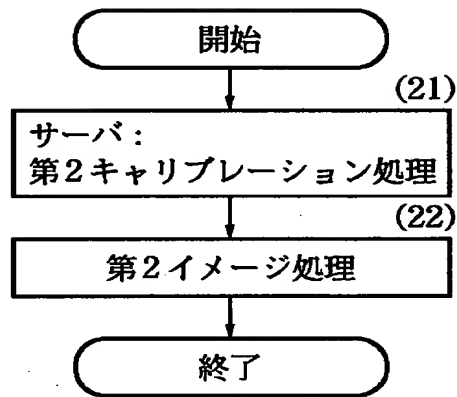 開始
(21)
サーバ：
第2キャリブレーション処理
(22)
第2イメージ処理
終了